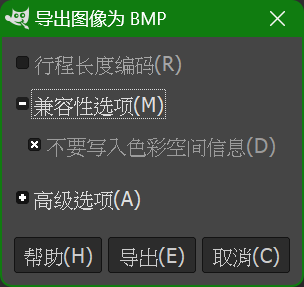 导出图像为 BMP
行程长度编码(R)
兼容性选项(M)
不要写入色彩空间信息(D)
高级选项(A)
帮助(H) 导出(E) 取消(C)